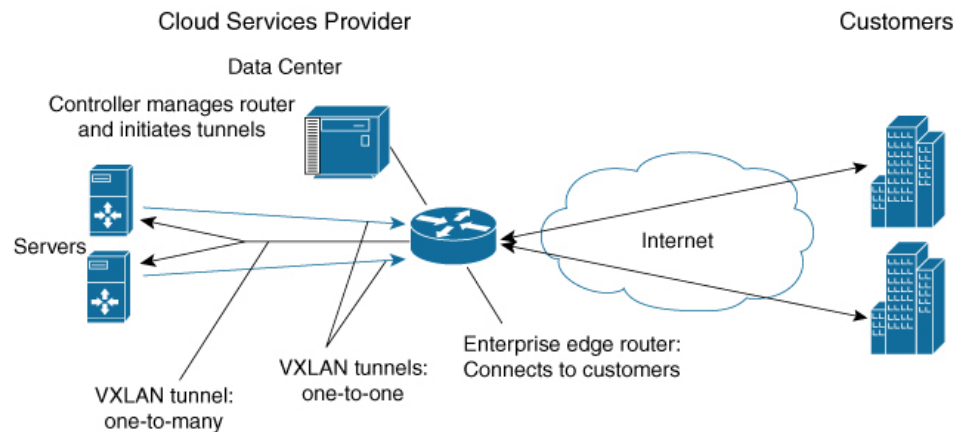 Cloud Services Provider
Customers
Data Center
Controller manages router
and initiates tunnels
Servers
Internet
Enterprise edge router:
Connects to customers
VXLAN tunnels:
one-to-one
VXLAN tunnel:
one-to-many